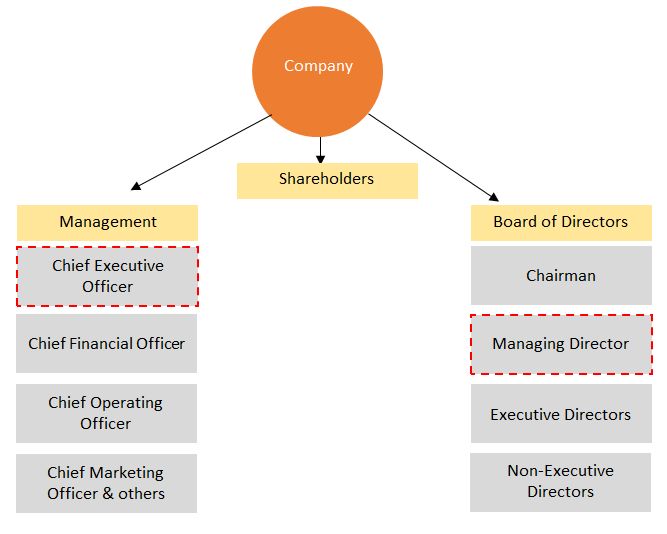 Company
Shareholders
Management
Chief Executive
Officer
Chief Financial Officer
Chief Operating
Officer
Chief Marketing
Officer & others
Board of Directors
Chairman
Managing Director
Executive Directors
Non-Executive
Directors